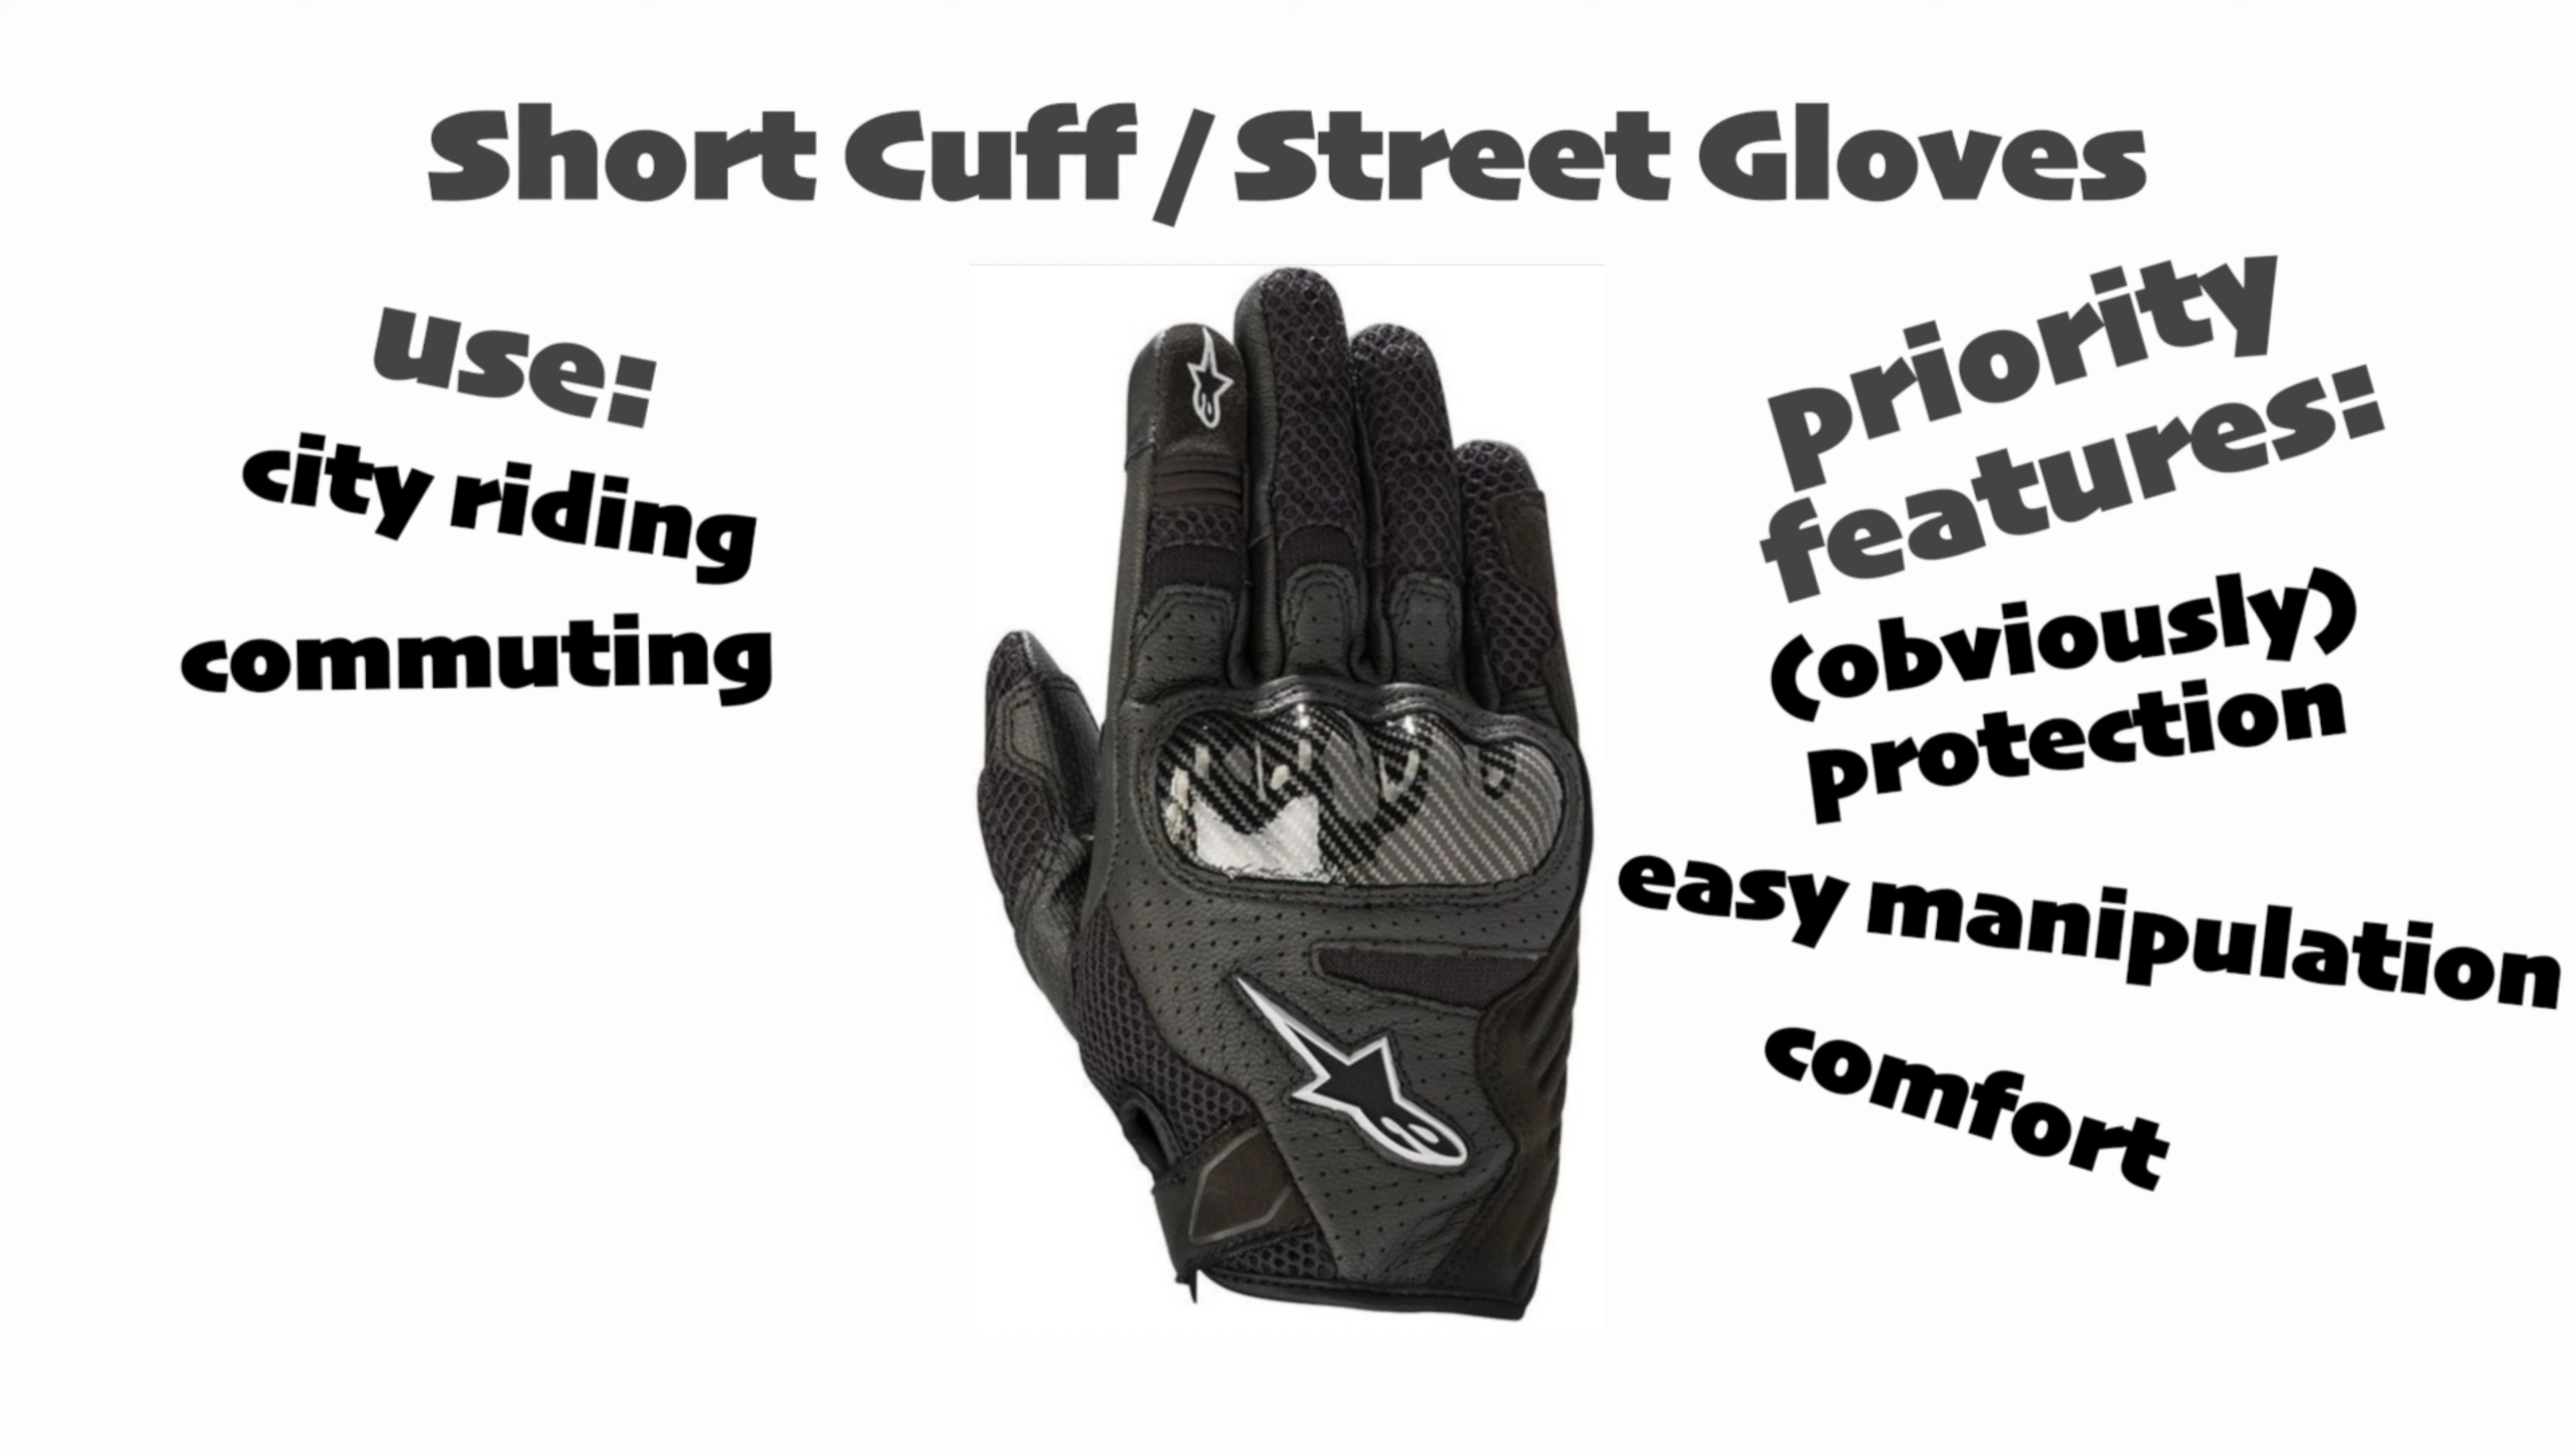 Short Cuff / Street Gloves
use:
city riding
commuting
priority
features:
(obviously)
protection
easy manipulation
comfort